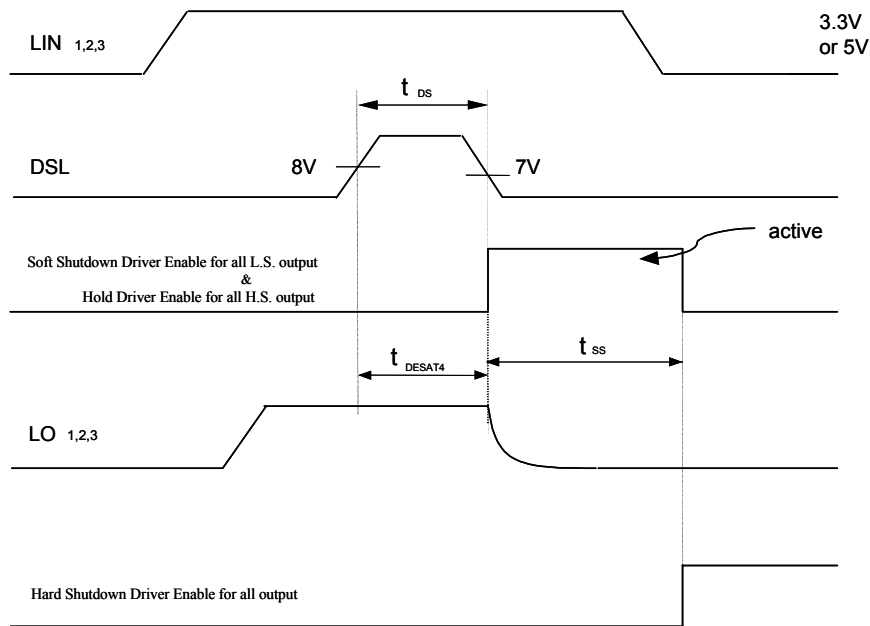 LIN 1,2,3
3.3V
or 5V
t DS
DSL
8V
7V
active
Soft Shutdown Driver Enable for all L.S. output
&
Hold Driver Enable for all H.S. output
t DESAT4
t SS
LO 1,2,3
Hard Shutdown Driver Enable for all output